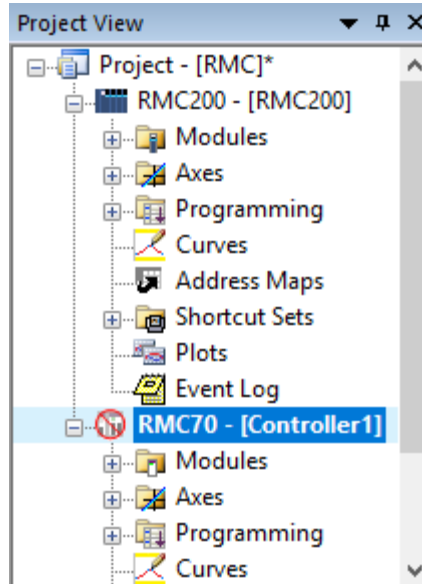 Project View
Project - [RMC]*
RMC200 - [RMC200]
Modules
Axes
Programming
Curves
Address Maps
Shortcut Sets
Plots
Event Log
RMC70 - [Controller1]
Modules
Axes
Programming
Curves